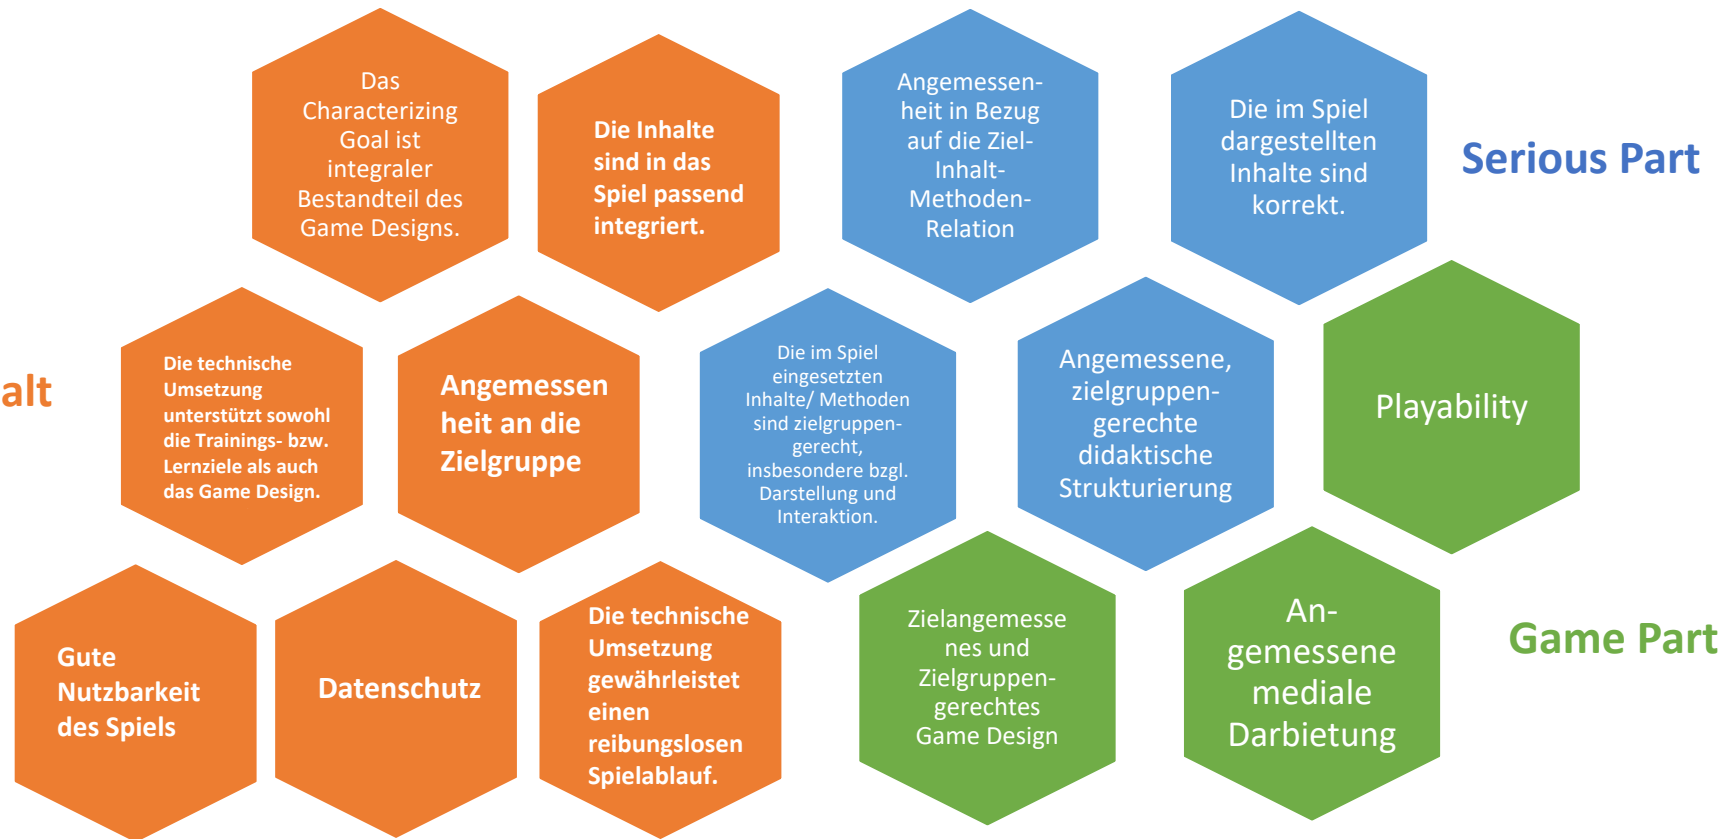 Das
Characterizing
Goal ist
integraler
Bestandteil des
Game Designs.
Die Inhalte
sind in das
Spiel passend
integriert.
Angemessen-
heit in Bezug
auf die Ziel-
Inhalt-
Methoden-
Relation
Die im Spiel
dargestellten
Inhalte sind
korrekt.
Serious Part
alt
Die technische
Umsetzung
unterstützt sowohl
die Trainings- bzw.
Lernziele als auch
das Game Design.
Angemessen
heit an die
Zielgruppe
Die im Spiel
eingesetzten
Inhalte/ Methoden
sind zielgruppen-
gerecht,
insbesondere bzgl.
Darstellung und
Interaktion.
Angemessene,
zielgruppen-
gerechte
didaktische
Strukturierung
Playability
Gute
Nutzbarkeit
des Spiels
Datenschutz
Die technische
Umsetzung
gewährleistet
einen
reibungslosen
Spielablauf.
Zielangemesse
nes und
Zielgruppen-
gerechtes
Game Design
An-
gemessene
mediale
Darbietung
Game Part